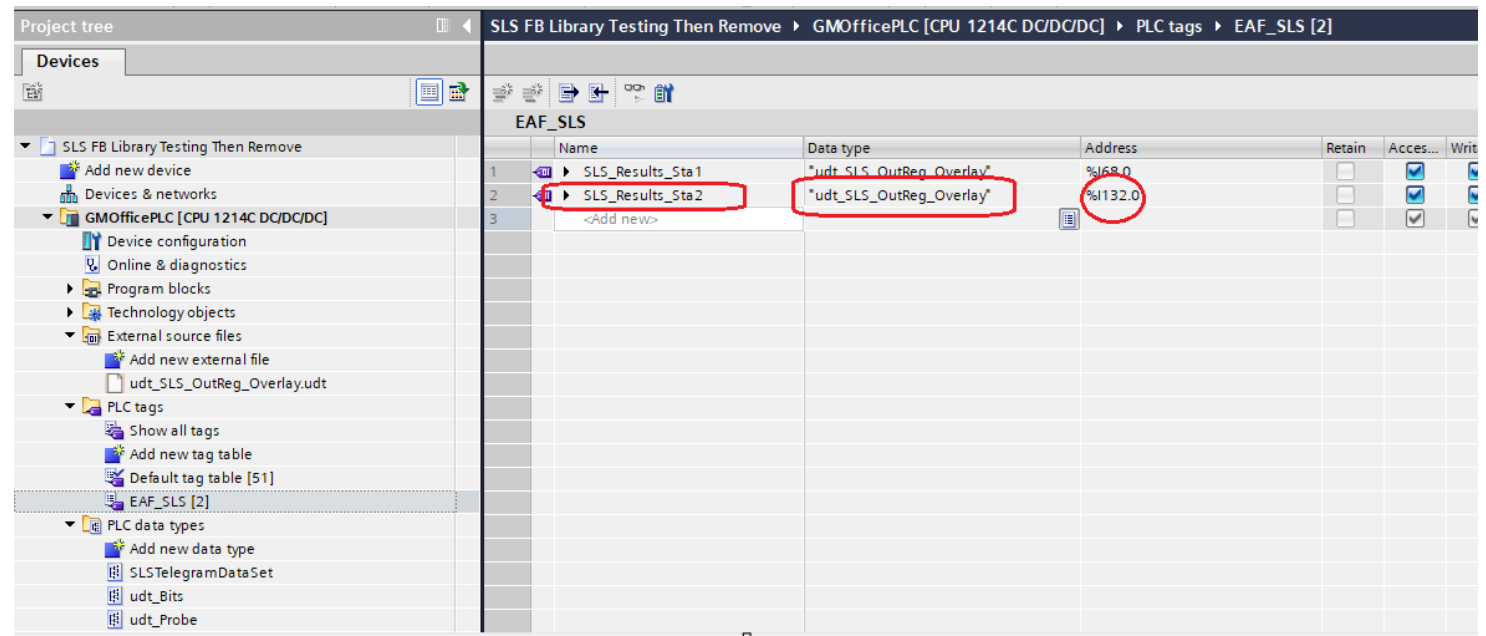 Project tree
SLS FB Library Testing Then Remove ▸ GMOfficePLC [CPU 1214C DC/DC/DC] ▸ PLC tags ▸ EAF_SLS [2]
Devices
EAF_SLS
Name Data type Address Retain Acces... Writ
1 SLS_Results_Sta1 "udt_SLS_OutReg_Overlay" %I68.0
2 SLS_Results_Sta2 "udt_SLS_OutReg_Overlay" %I132.0
3 <Add new>
SLS FB Library Testing Then Remove
Add new device
Devices & networks
GMOfficePLC [CPU 1214C DC/DC/DC]
Device configuration
Online & diagnostics
Program blocks
Technology objects
External source files
Add new external file
udt_SLS_OutReg_Overlay.udt
PLC tags
Show all tags
Add new tag table
Default tag table [51]
EAF_SLS [2]
PLC data types
Add new data type
SLSTelegramDataSet
udt_Bits
udt_Probe